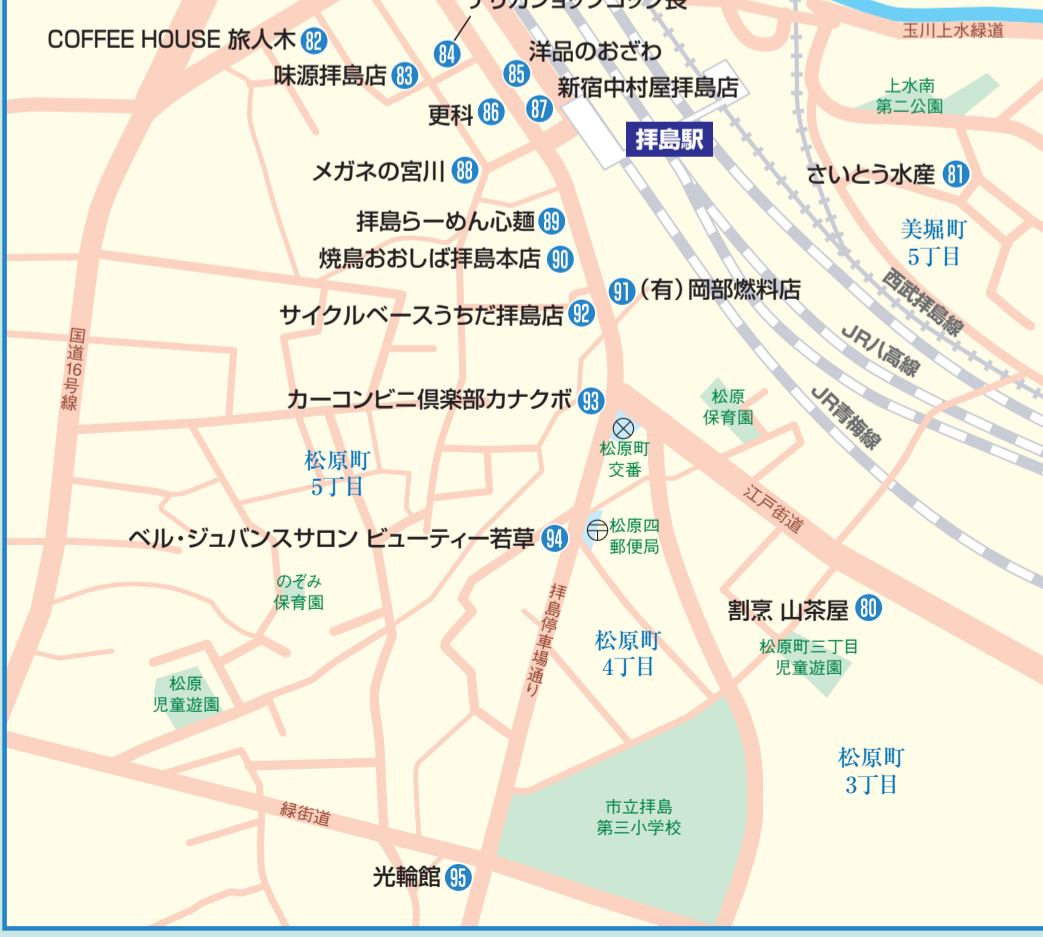 COFFEE HOUSE 旅人木 82
味源拝島店 83
84
85
洋品のおざわ
新宿中村屋拝島店
87
更科 86
拝島駅
玉川上水緑道
上水南
第二公園
さいとう水産 81
美堀町
5丁目
メガネの宮川 88
拝島らーめん心麺 89
焼鳥おおしば拝島本店 90
91 (有)岡部燃料店
サイクルベースうちだ拝島店 92
西武拝島線
JR八高線
JR青梅線
国道16号線
カーコンビニ倶楽部カナクボ 93
松原
保育園
松原町
交番
松原町
5丁目
江戸街道
ベル・ジュバンスサロン ビューティー若草 94
松原四
郵便局
のぞみ
保育園
拝島停車場通り
割烹 山茶屋 80
松原町
4丁目
松原町三丁目
児童遊園
松原
児童遊園
松原町
3丁目
緑街道
市立拝島
第三小学校
光輪館 95